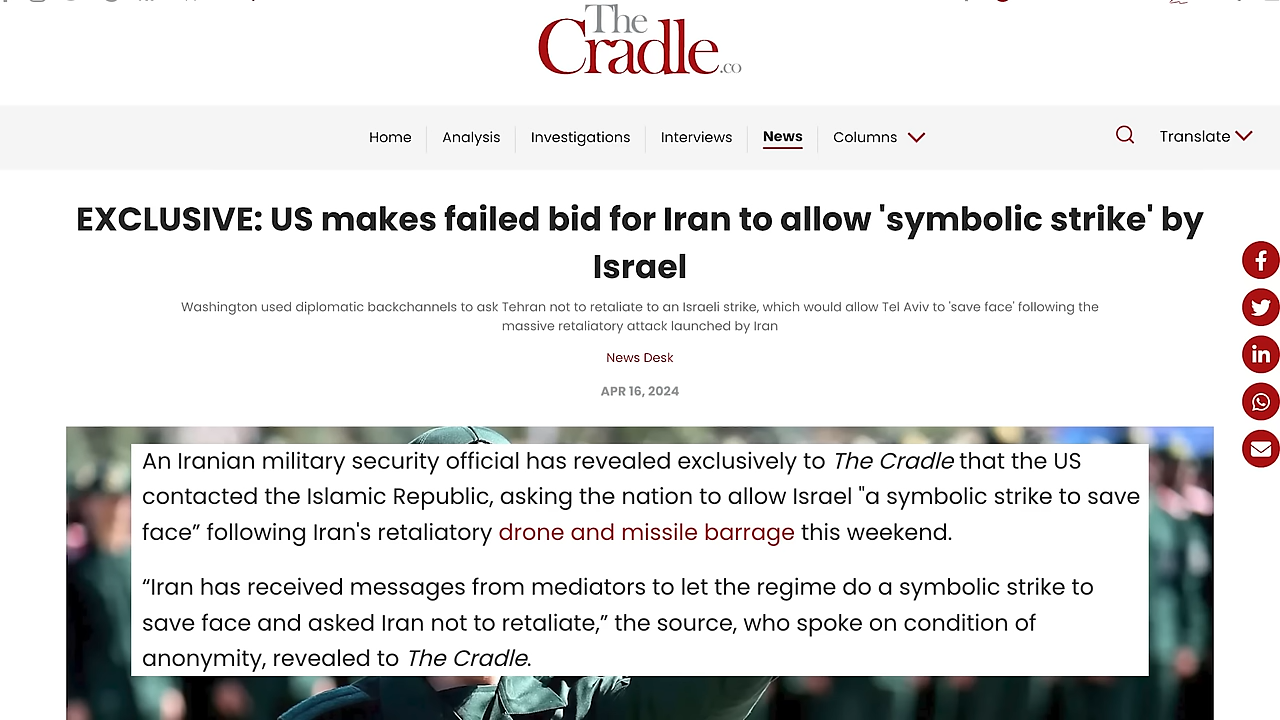 The
Cradle.co
Home
Analysis
Investigations
Interviews
News
Columns
Translate
EXCLUSIVE: US makes failed bid for Iran to allow 'symbolic strike' by
Israel
Washington used diplomatic backchannels to ask Tehran not to retaliate to an Israeli strike, which would allow Tel Aviv to 'save face' following the
massive retaliatory attack launched by Iran
News Desk
APR 16, 2024
An Iranian military security official has revealed exclusively to The Cradle that the US
contacted the Islamic Republic, asking the nation to allow Israel "a symbolic strike to save
face” following Iran's retaliatory drone and missile barrage this weekend.
“Iran has received messages from mediators to let the regime do a symbolic strike to
save face and asked Iran not to retaliate,” the source, who spoke on condition of
anonymity, revealed to The Cradle.